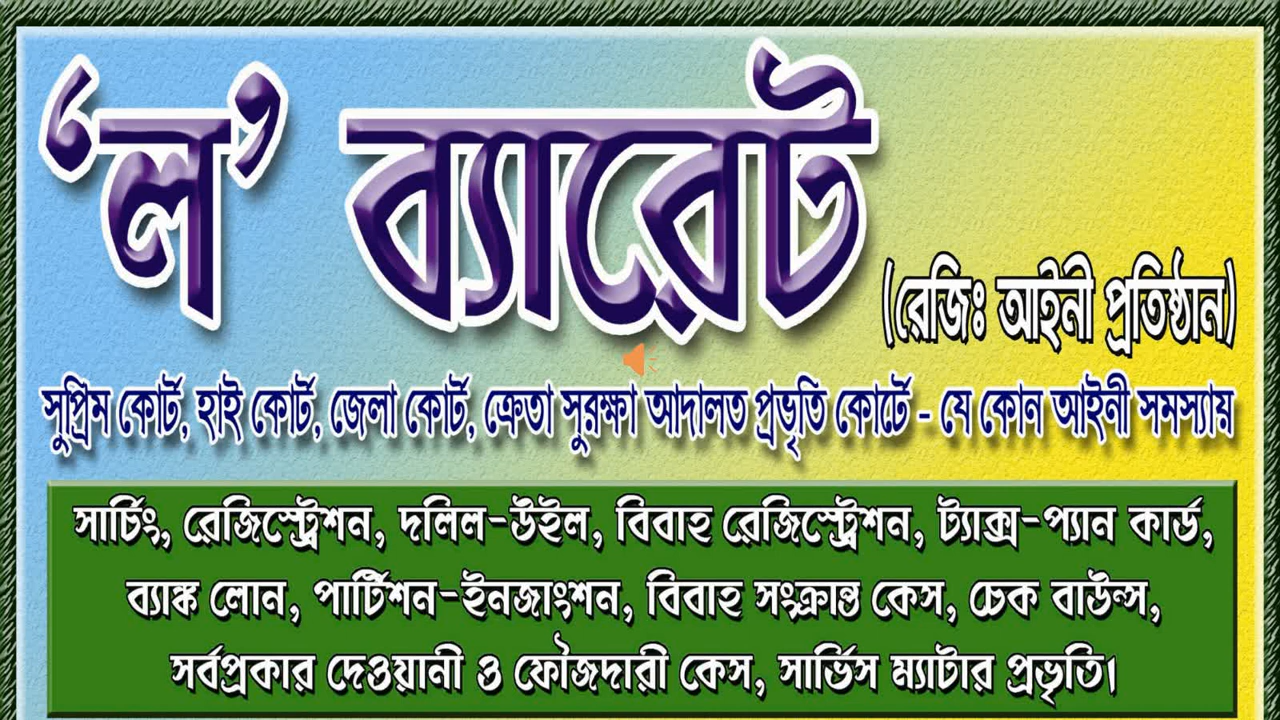 ‘ল’ ব্যারেট
(রেজিঃ আইনী প্রতিষ্ঠান)
সুপ্রিম কোর্ট, হাই কোর্ট, জেলা কোর্ট, ক্রেতা সুরক্ষা আদালত প্রভৃতি কোর্টে - যে কোন আইনী সমস্যায়
সার্চিং, রেজিস্ট্রেশন, দলিল-উইল, বিবাহ রেজিস্ট্রেশন, ট্যাক্স-প্যান কার্ড,
ব্যাঙ্ক লোন, পার্টিশন-ইনজাংশন, বিবাহ সংক্রান্ত কেস, চেক বাউন্স,
সর্বপ্রকার দেওয়ানী ও ফৌজদারী কেস, সার্ভিস ম্যাটার প্রভৃতি।